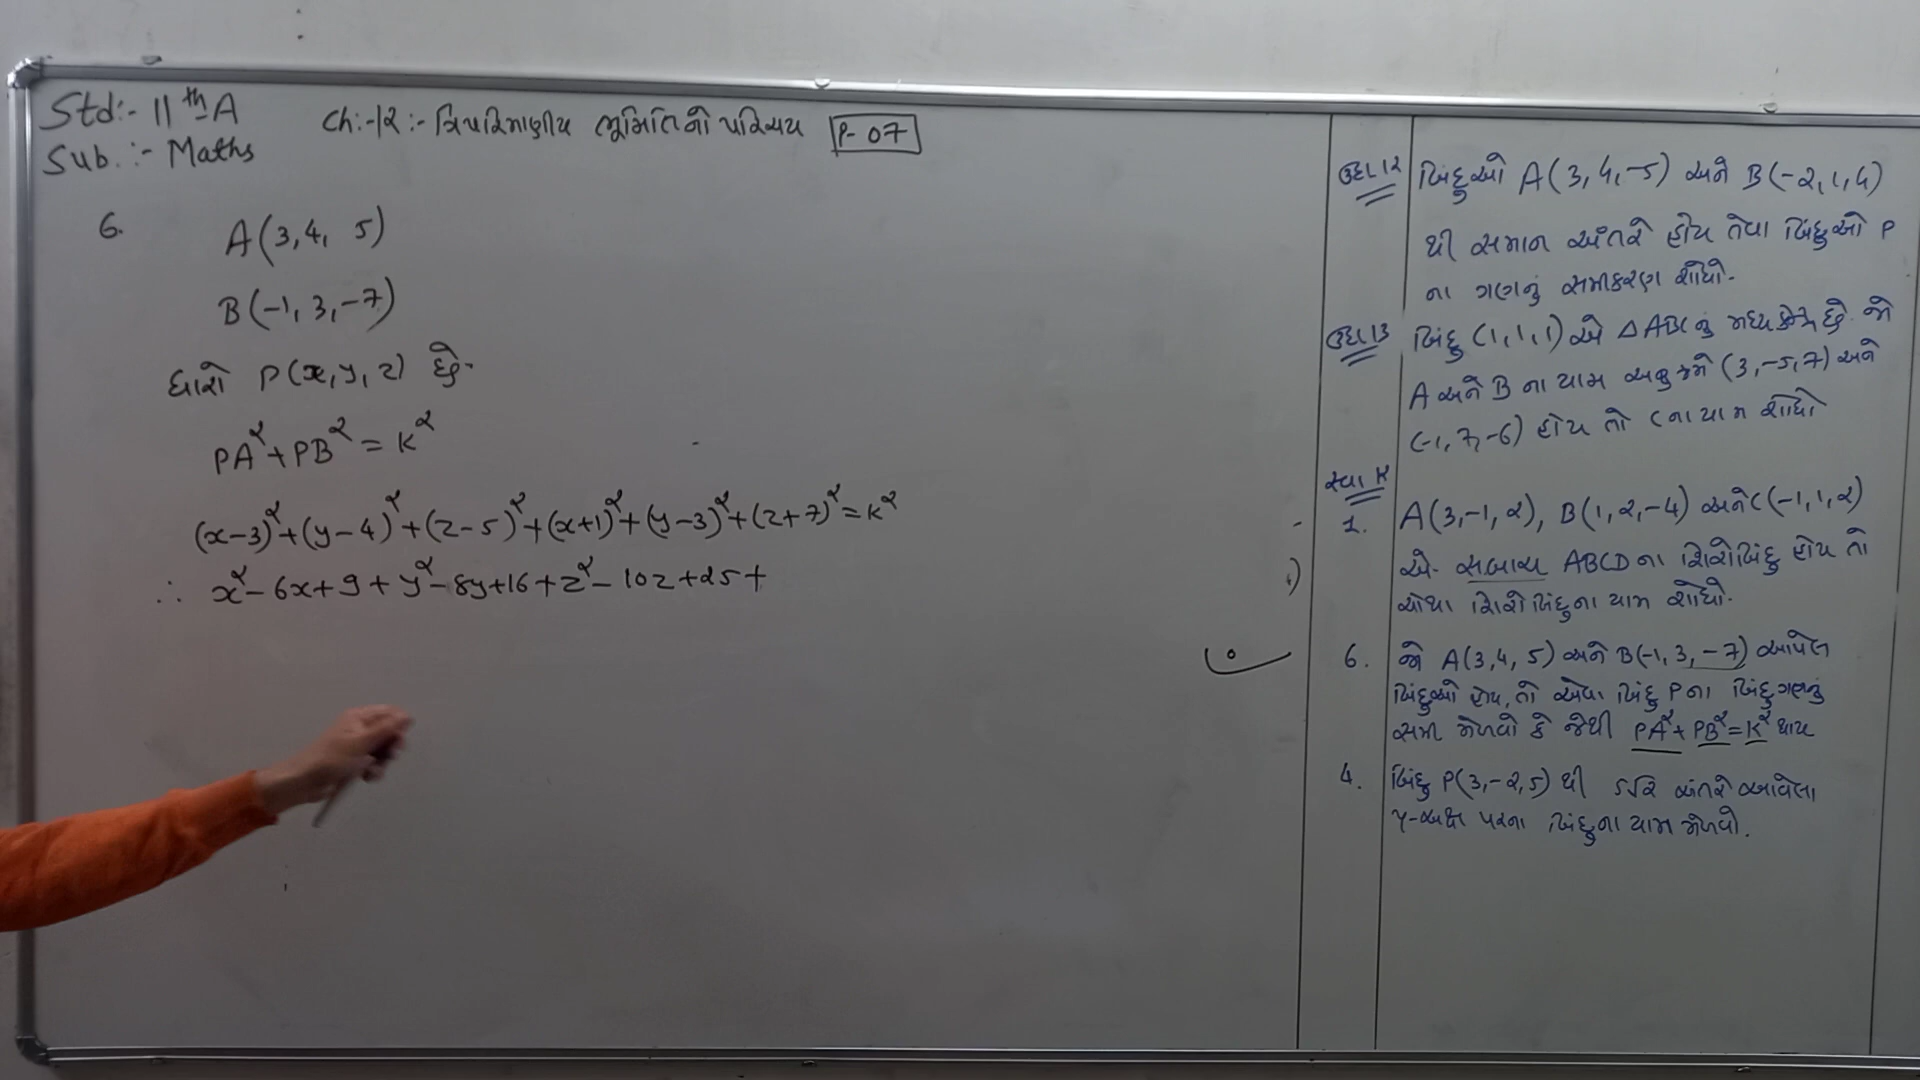 Std:- 11th A
Sub.:- Maths
Ch:-12:- ત્રિપરિમાણીય ભૂમિતિનો પરિચય P-07
6.
A(3,4, 5)
B(-1, 3, -7)
ધારો P(x, y, z) છે.
PA²+PB² = K²
(x-3)²+(y-4)²+(z-5)²+(x+1)²+(y-3)²+(z+7)²=K²
∴ x²-6x+9+y²-8y+16+z²-10z+25+
ઉદા.12 બિંદુઓ A(3,4,-5) અને B(-2,1,4)
થી સમાન અંતરે હોય તેવા બિંદુઓ P
ના ગણનું સમીકરણ શોધો.
ઉદા.13 બિંદુ (1,1,1) એ ΔABCનું મધ્યકેન્દ્ર છે. જો
A અને B ના યામ અનુક્રમે (3,-5,7) અને
(-1,7,-6) હોય તો C ના યામ શોધો
સ્વા
1. A(3,-1,2), B(1,2,-4) અને C(-1,1,2)
એ સ.બા.ચ ABCD ના શિરોબિંદુ હોય તો
ચોથા શિરોબિંદુના યામ શોધો.
6. જો A(3,4,5) અને B(-1,3,-7) આપેલ
બિંદુઓ હોય, તો એવા બિંદુ P ના બિંદુગણનું
સમી મેળવો કે જેથી PA²+PB²=K² થાય
4. બિંદુ P(3,-2,5) થી 5√2 અંતરે આવેલા
y-અક્ષ પરના બિંદુના યામ મેળવો.